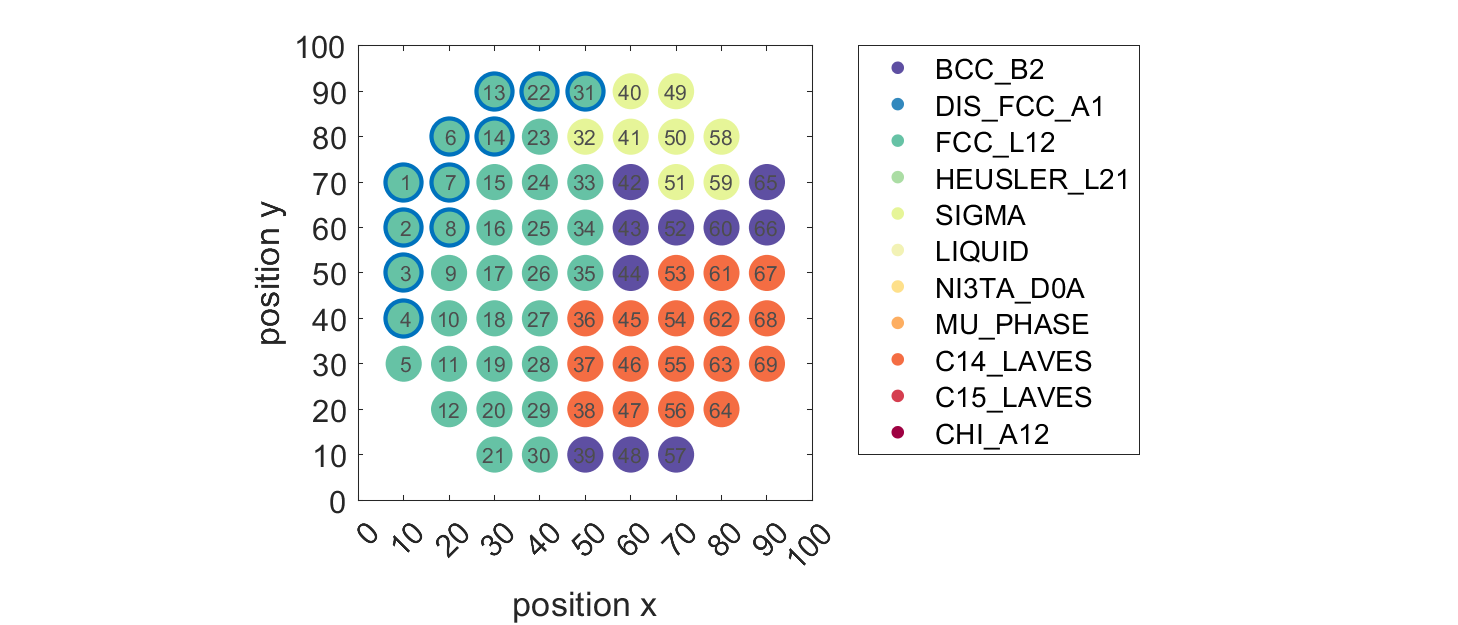 100
90
80
70
60
50
40
30
20
10
0
position y
13 22 31 40 49
6 14 23 32 41 50 58
1 7 15 24 33 42 51 59 65
2 8 16 25 34 43 52 60 66
3 9 17 26 35 44 53 61 67
4 10 18 27 36 45 54 62 68
5 11 19 28 37 46 55 63 69
12 20 29 38 47 56 64
21 30 39 48 57
0 10 20 30 40 50 60 70 80 90 100
position x
BCC_B2
DIS_FCC_A1
FCC_L12
HEUSLER_L21
SIGMA
LIQUID
NI3TA_D0A
MU_PHASE
C14_LAVES
C15_LAVES
CHI_A12